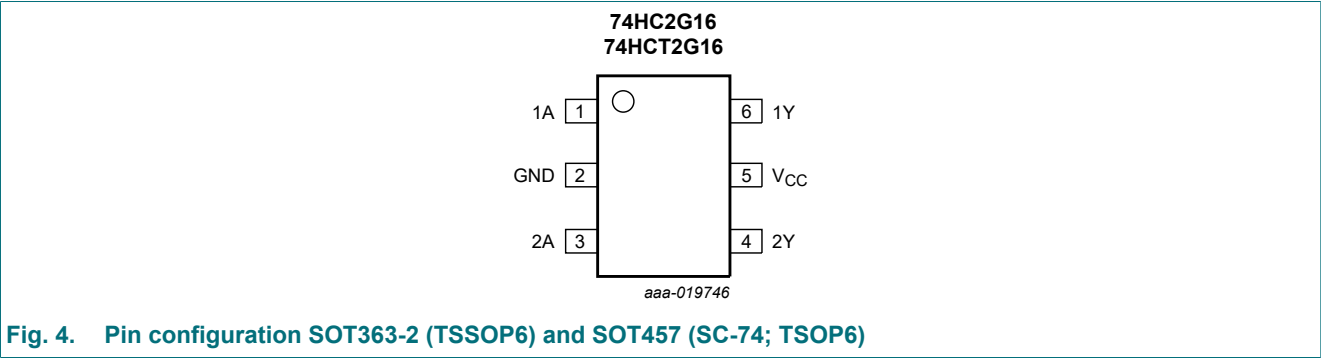 74HC2G16
74HCT2G16
1A 1 6 1Y
GND 2 5 VCC
2A 3 4 2Y
aaa-019746
Fig. 4. Pin configuration SOT363-2 (TSSOP6) and SOT457 (SC-74; TSOP6)